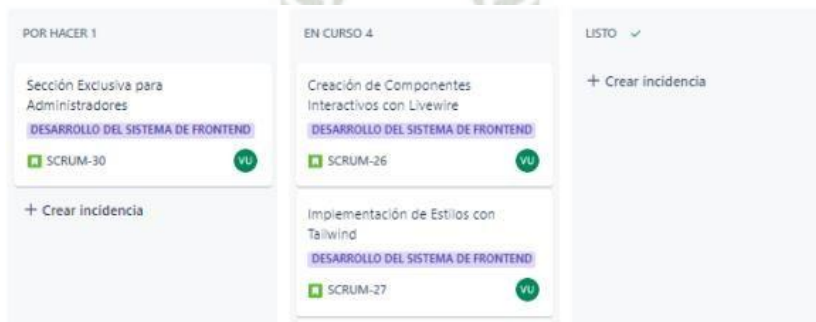 POR HACER 1
Sección Exclusiva para
Administradores
DESARROLLO DEL SISTEMA DE FRONTEND
SCRUM-30
VU
+ Crear incidencia
EN CURSO 4
Creación de Componentes
Interactivos con Livewire
DESARROLLO DEL SISTEMA DE FRONTEND
SCRUM-26
VU
Implementación de Estilos con
Tailwind
DESARROLLO DEL SISTEMA DE FRONTEND
SCRUM-27
VU
LISTO
+ Crear incidencia